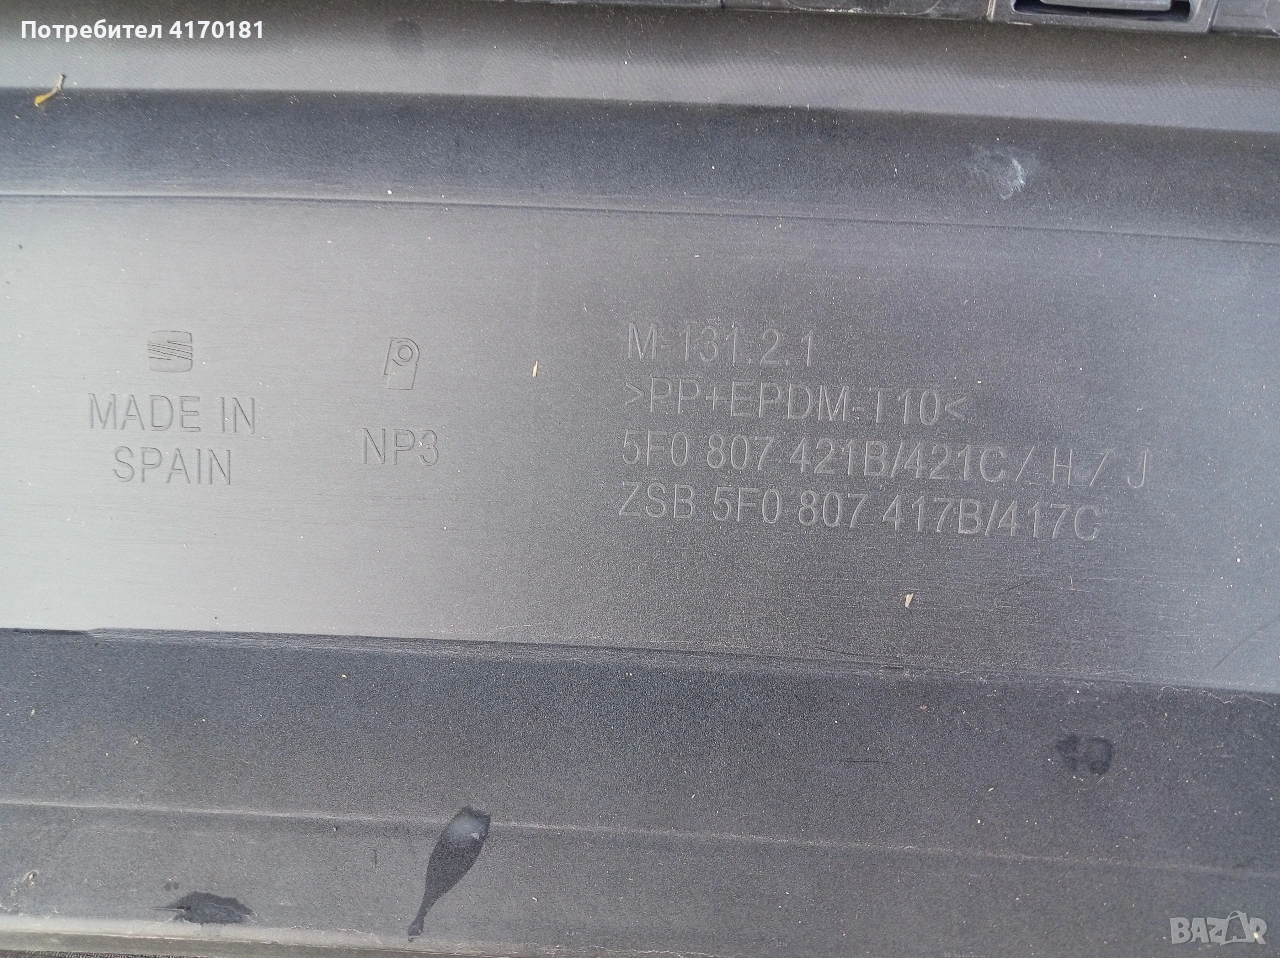 Потребител 4170181
MADE IN
SPAIN
NP3
M-131 2.1
>PP+EPDM-T10<
5F0 807 421B/421C / H / J
ZSB 5F0 807 417B/417C
BAZAR